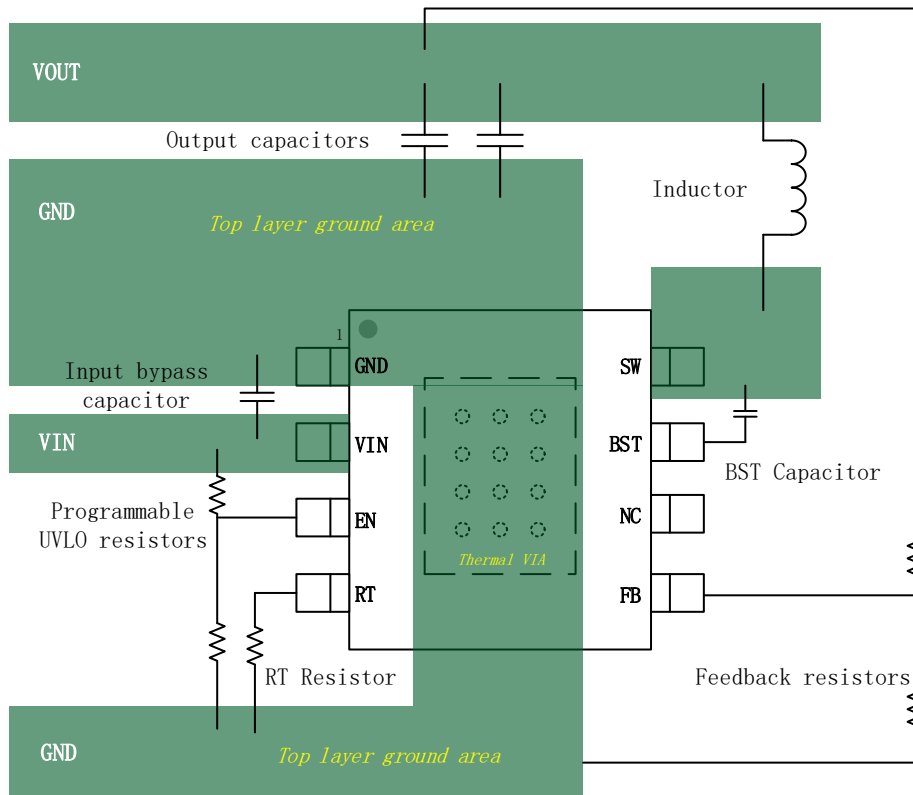 VOUT
Output capacitors
GND
Top layer ground area
Inductor
1
GND
SW
Input bypass
capacitor
VIN
VIN
BST
BST Capacitor
Programmable
UVLO resistors
EN
NC
Thermal VIA
RT
FB
RT Resistor
Feedback resistors
GND
Top layer ground area